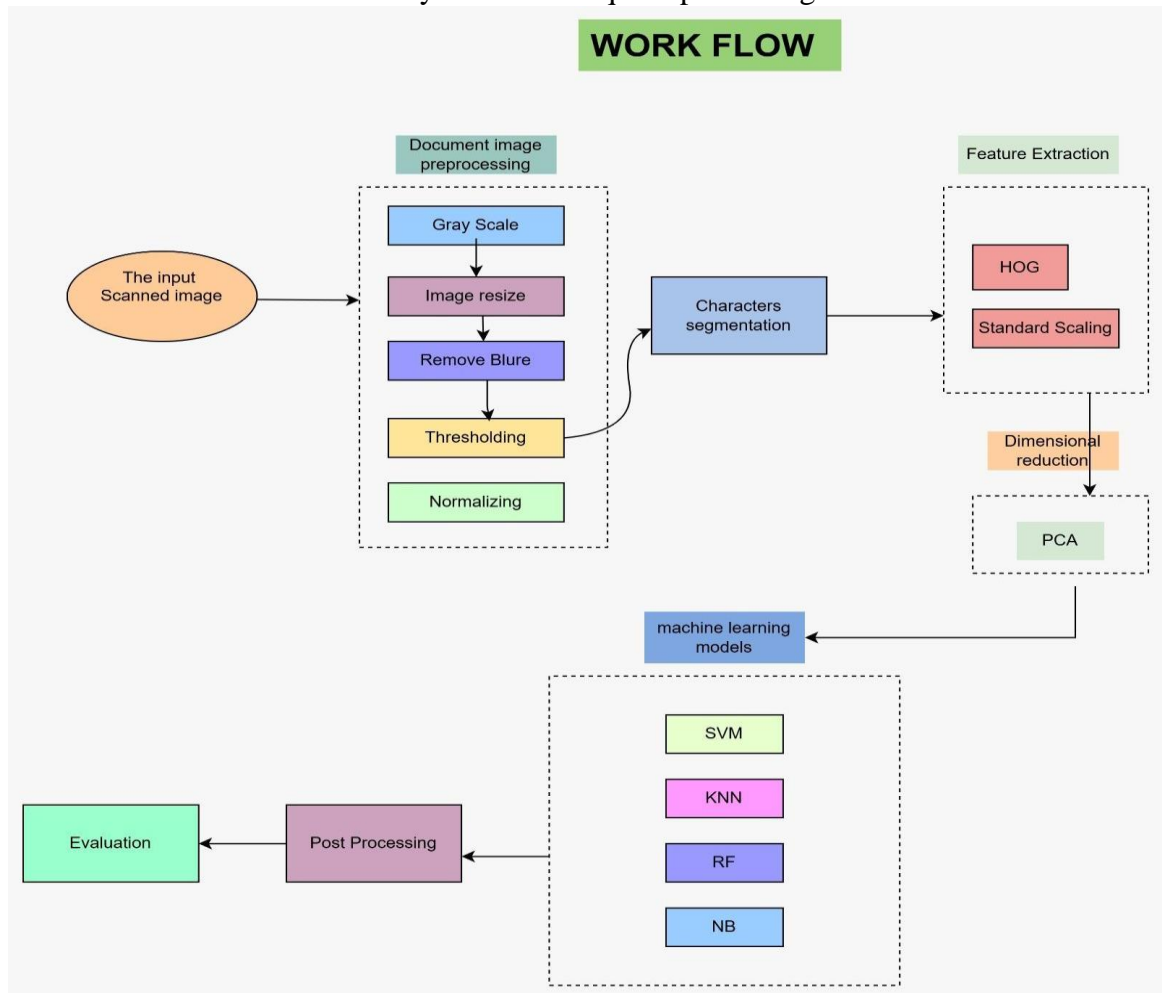 WORK FLOW
Document image
preprocessing
Gray Scale
Image resize
Remove Blure
Thresholding
Normalizing
The input
Scanned image
Characters
segmentation
Feature Extraction
HOG
Standard Scaling
Dimensional
reduction
PCA
machine learning
models
SVM
KNN
RF
NB
Post Processing
Evaluation